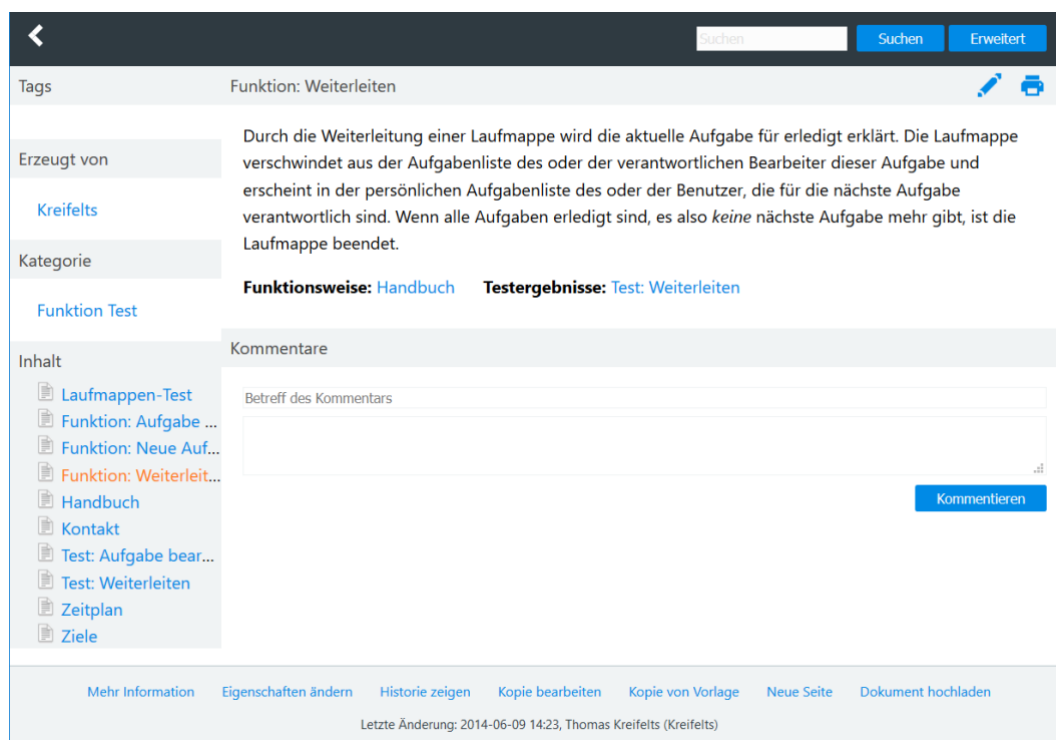 Suchen
Suchen
Erweitert
Tags
Funktion: Weiterleiten
Durch die Weiterleitung einer Laufmappe wird die aktuelle Aufgabe für erledigt erklärt. Die Laufmappe
verschwindet aus der Aufgabenliste des oder der verantwortlichen Bearbeiter dieser Aufgabe und
erscheint in der persönlichen Aufgabenliste des oder der Benutzer, die für die nächste Aufgabe
verantwortlich sind. Wenn alle Aufgaben erledigt sind, es also keine nächste Aufgabe mehr gibt, ist die
Laufmappe beendet.
Funktionsweise: Handbuch Testergebnisse: Test: Weiterleiten
Erzeugt von
Kreifelts
Kategorie
Funktion Test
Inhalt
Laufmappen-Test
Funktion: Aufgabe ...
Funktion: Neue Auf...
Funktion: Weiterleit...
Handbuch
Kontakt
Test: Aufgabe bear...
Test: Weiterleiten
Zeitplan
Ziele
Kommentare
Betreff des Kommentars
Kommentieren
Mehr Information Eigenschaften ändern Historie zeigen Kopie bearbeiten Kopie von Vorlage Neue Seite Dokument hochladen
Letzte Änderung: 2014-06-09 14:23, Thomas Kreifelts (Kreifelts)